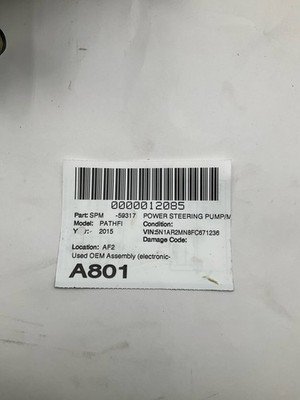 0000012085
Part: SPM -59317 POWER STEERING PUMP/M
Model: PATHFI Condition:
Y r: 2015 VIN:5N1AR2MN8FC671236
Damage Code:
Location: AF2
Used OEM Assembly (electronic-
A801